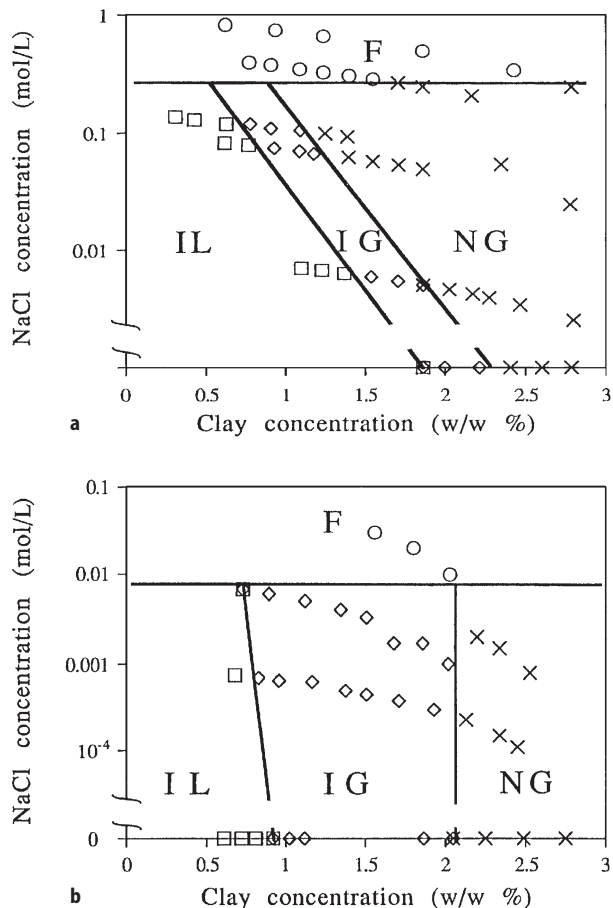 1
0.1
0.01
NaCl concentration (mol/L)
F
IL
IG
NG
0 0.5 1 1.5 2 2.5 3
a Clay concentration (w/w %)
0.1
0.01
0.001
10-4
0
NaCl concentration (mol/L)
F
IL
IG
NG
0 0.5 1 1.5 2 2.5 3
b Clay concentration (w/w %)